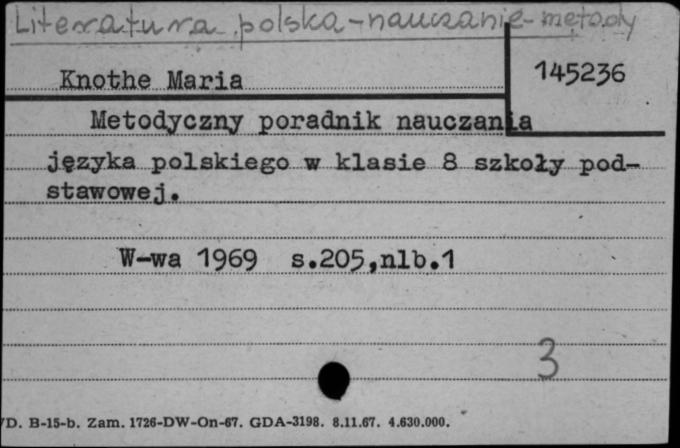 Literatura polska-nauczanie-metody
Knothe Maria
145236
Metodyczny poradnik nauczania
języka polskiego w klasie 8 szkoły pod-
stawowej.
W-wa 1969 s.205,nlb.1
3
/D. B-15-b. Zam. 1726-DW-On-67. GDA-3198. 8.11.67. 4.630.000.